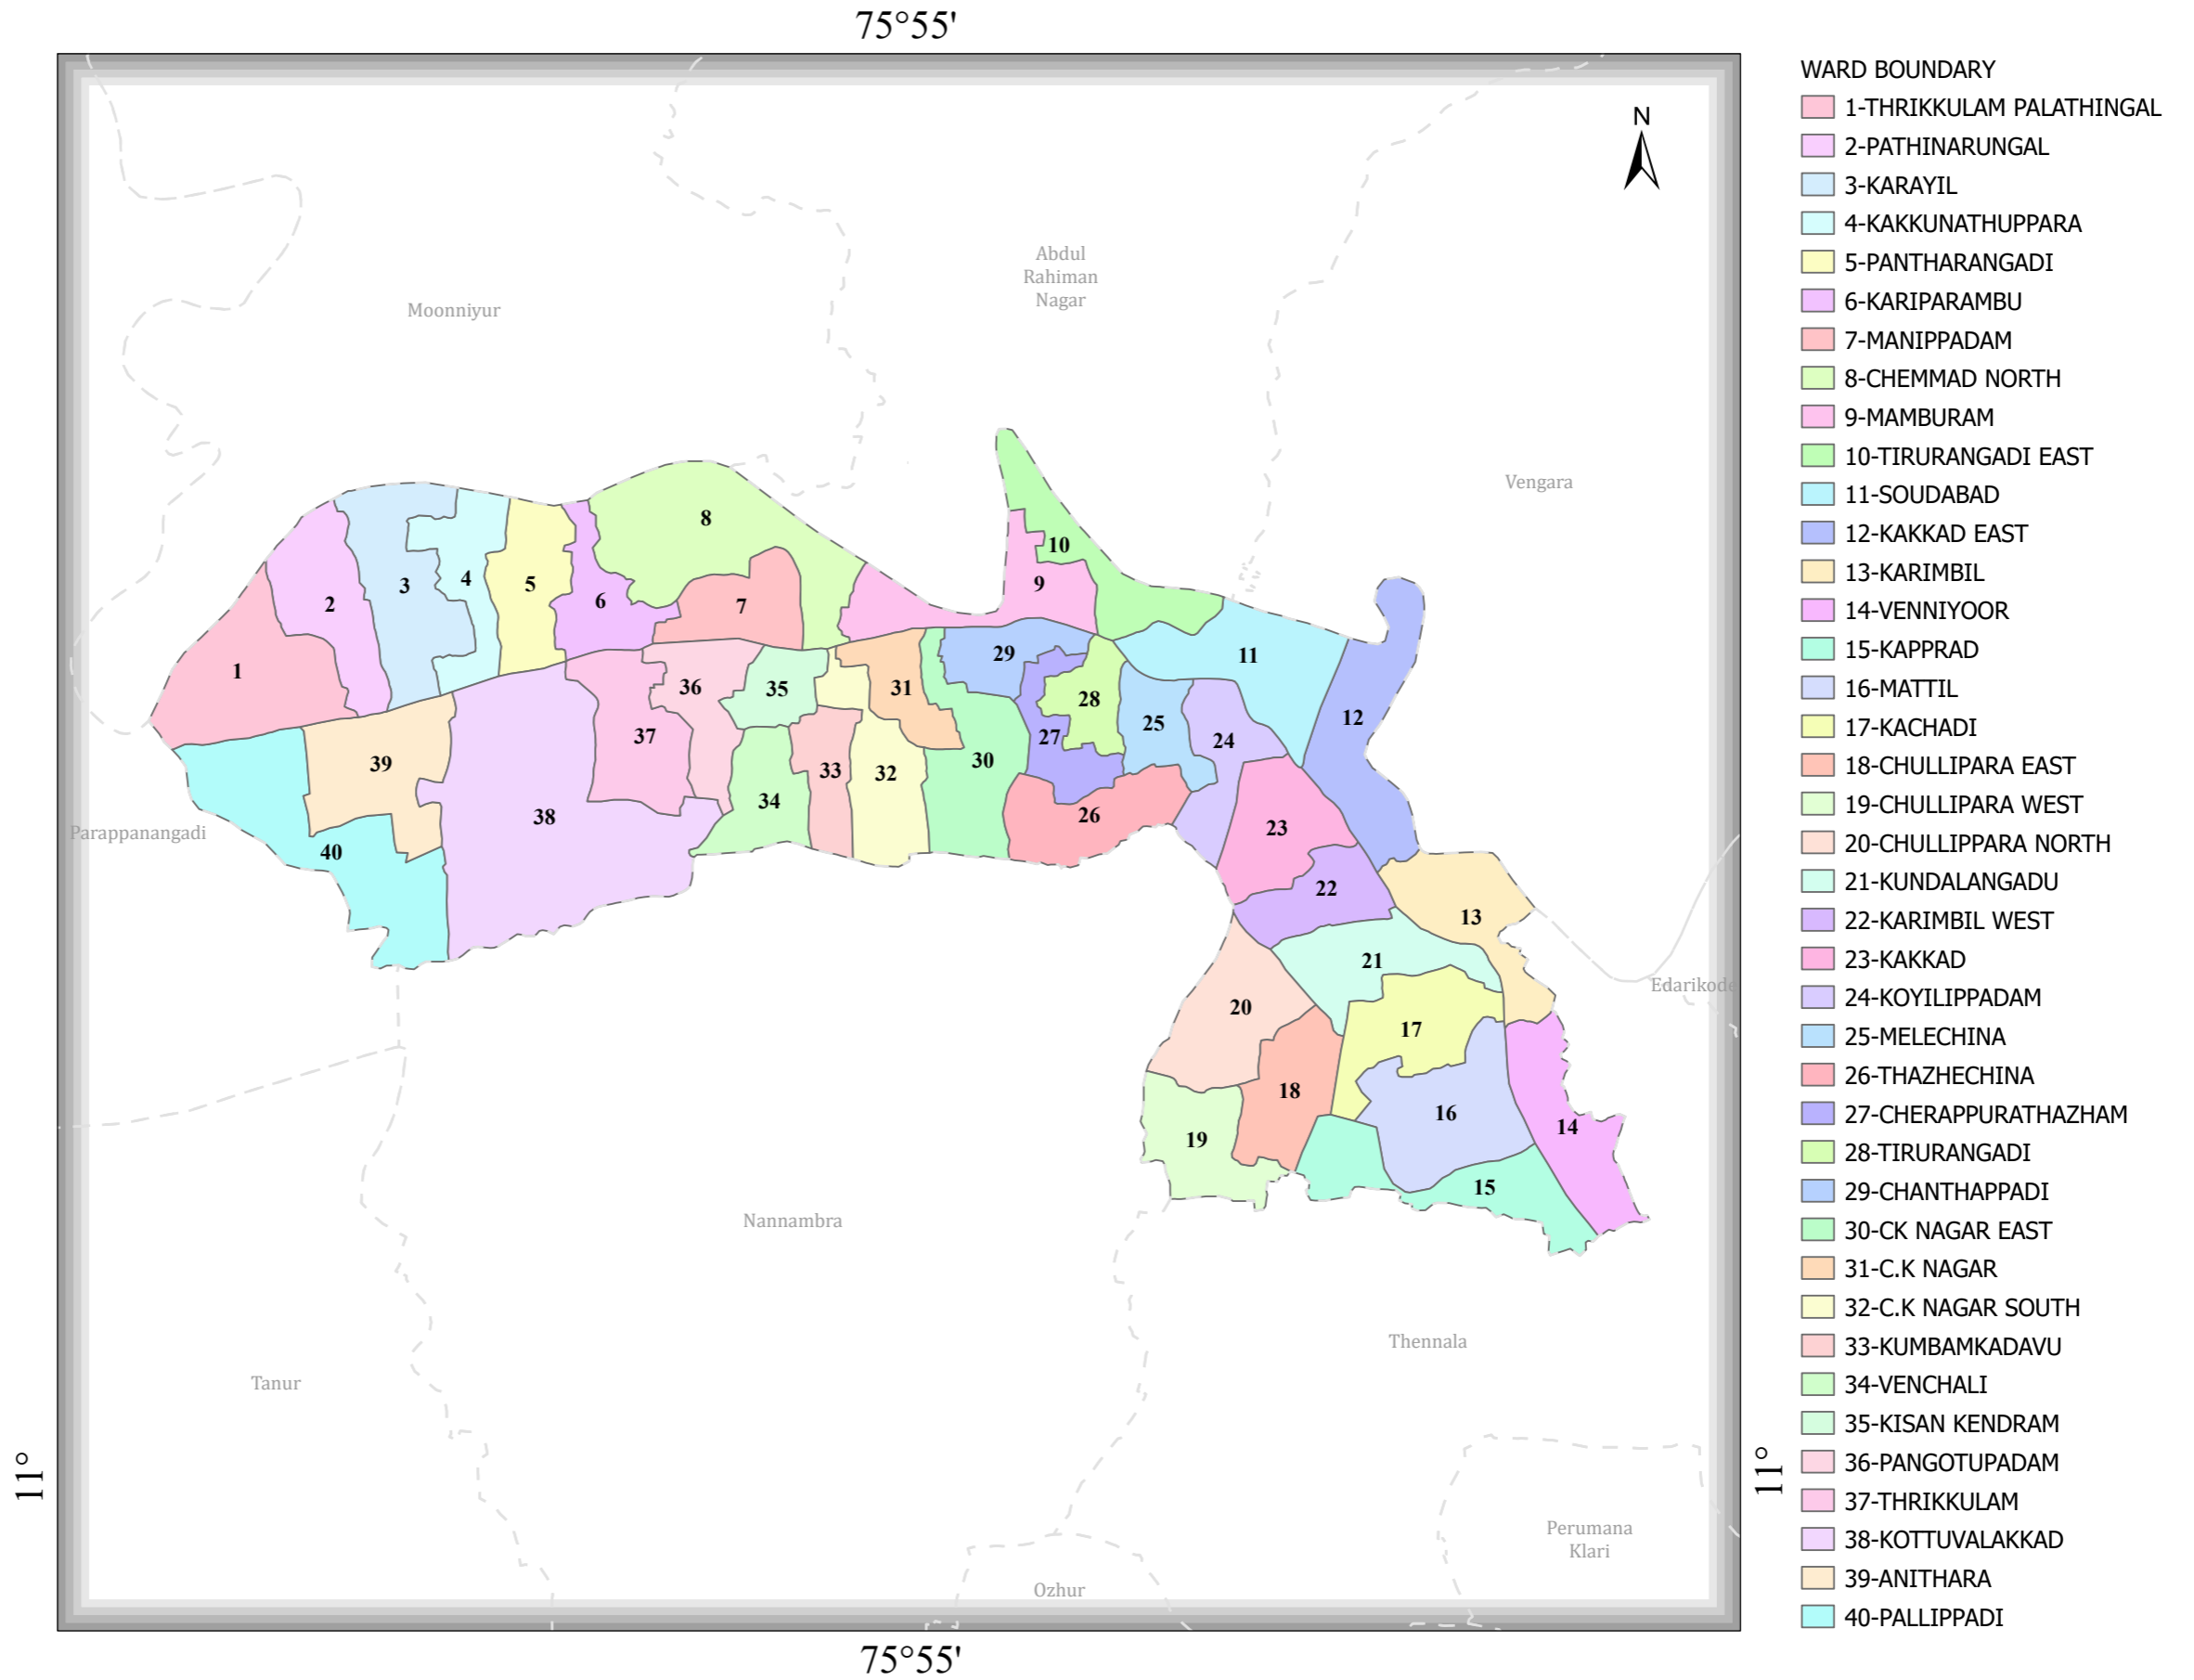 75°55'
WARD BOUNDARY
1-THRIKKULAM PALATHINGAL
2-PATHINARUNGAL
3-KARAYIL
4-KAKKUNATHUPPARA
5-PANTHARANGADI
6-KARIPARAMBU
7-MANIPPADAM
8-CHEMMAD NORTH
9-MAMBURAM
10-TIRURANGADI EAST
11-SOUDABAD
12-KAKKAD EAST
13-KARIMBIL
14-VENNIYOOR
15-KAPPRAD
16-MATTIL
17-KACHADI
18-CHULLIPARA EAST
19-CHULLIPARA WEST
20-CHULLIPPARA NORTH
21-KUNDALANGADU
22-KARIMBIL WEST
23-KAKKAD
24-KOYILIPPADAM
25-MELECHINA
26-THAZHECHINA
27-CHERAPPURATHAZHAM
28-TIRURANGADI
29-CHANTHAPPADI
30-CK NAGAR EAST
31-C.K NAGAR
32-C.K NAGAR SOUTH
33-KUMBAMKADAVU
34-VENCHALI
35-KISAN KENDRAM
36-PANGOTUPADAM
37-THRIKKULAM
38-KOTTUVALAKKAD
39-ANITHARA
40-PALLIPPADI
N
Abdul
Rahiman
Nagar
Moonniyur
Vengara
8
10
9
3
4
5
6
7
2
1
29
11
36
35
31
28
12
37
27
25
24
39
33
32
30
38
34
26
23
Parappanangadi
40
22
13
21
Edarikode
20
17
18
16
14
19
15
Nannambra
Thennala
Tanur
11°
11°
Perumana
Klari
Ozhur
75°55'